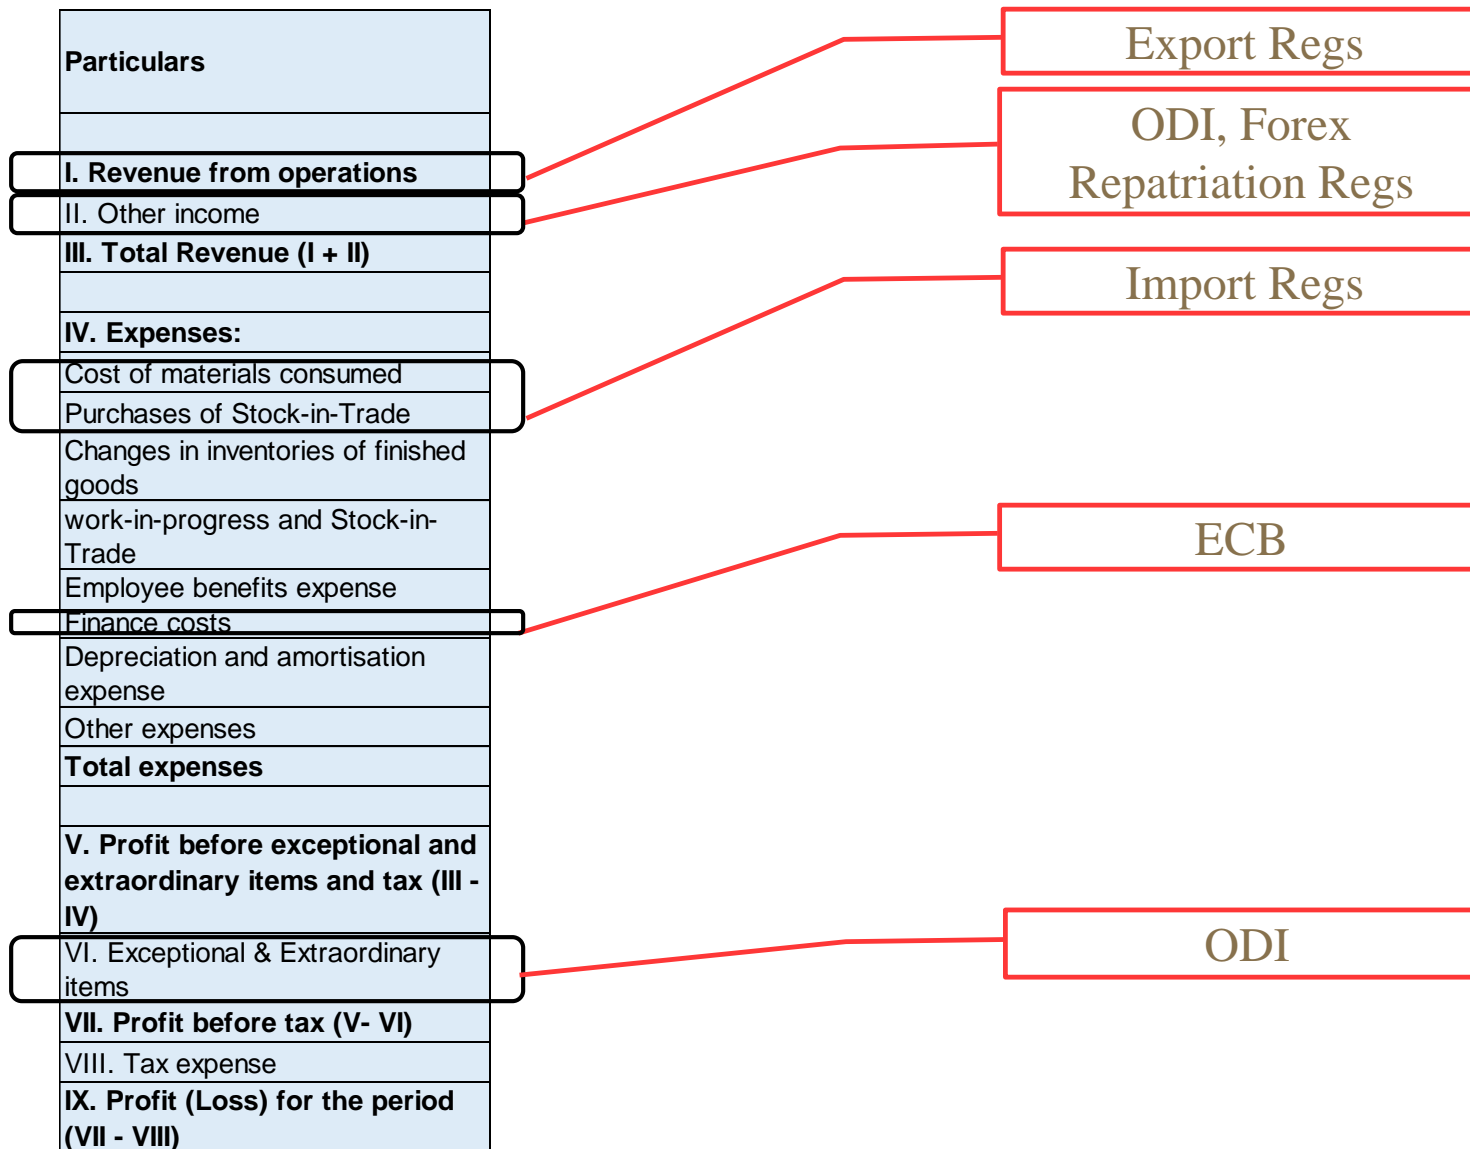 Particulars
Export Regs
ODI, Forex
Repatriation Regs
I. Revenue from operations
II. Other income
III. Total Revenue (I + II)
Import Regs
IV. Expenses:
Cost of materials consumed
Purchases of Stock-in-Trade
Changes in inventories of finished
goods
work-in-progress and Stock-in-
Trade
ECB
Employee benefits expense
Finance costs
Depreciation and amortisation
expense
Other expenses
Total expenses
V. Profit before exceptional and
extraordinary items and tax (III -
IV)
VI. Exceptional & Extraordinary
items
ODI
VII. Profit before tax (V- VI)
VIII. Tax expense
IX. Profit (Loss) for the period
(VII - VIII)